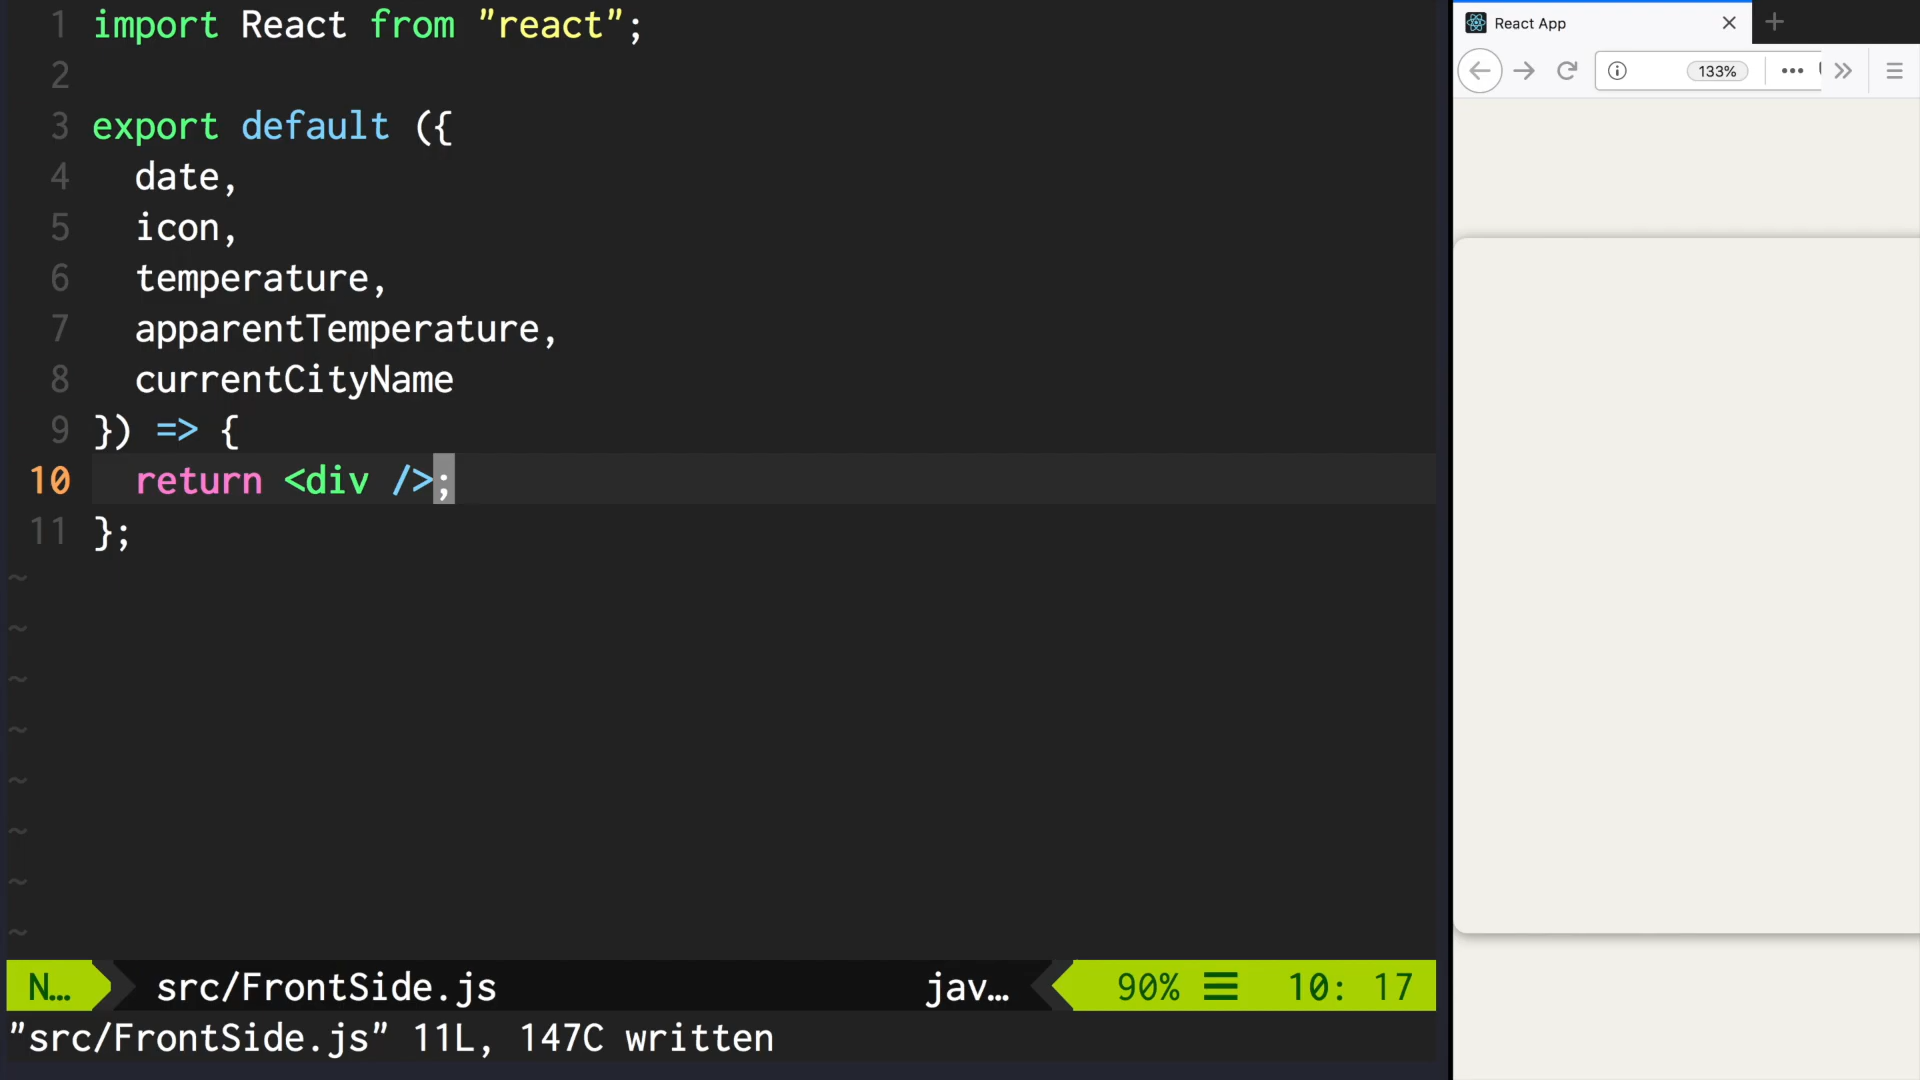 1 import React from "react";
2
3 export default ({
4 date,
5 icon,
6 temperature,
7 apparentTemperature,
8 currentCityName
9 }) => {
10 return <div />;
11 };
~
~
~
~
~
~
~
~
N… src/FrontSide.js jav… 90% ☰ 10: 17
"src/FrontSide.js" 11L, 147C written
React App
133%